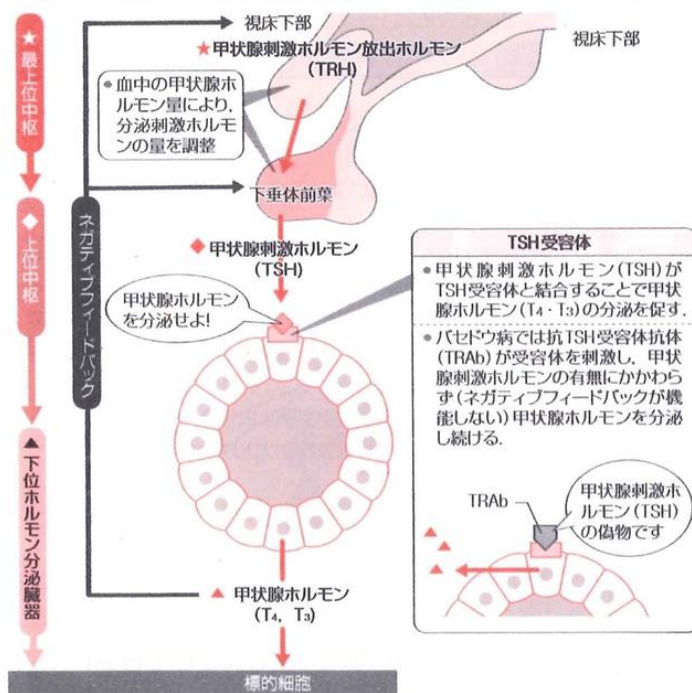 視床下部
★甲状腺刺激ホルモン放出ホルモン
(TRH)
視床下部
★最上位中枢
● 血中の甲状腺ホ
ルモン量により,
分泌刺激ホルモ
ンの量を調整
下垂体前葉
◆上位中枢
ネガティブフィードバック
◆ 甲状腺刺激ホルモン
(TSH)
甲状腺ホルモン
を分泌せよ!
TSH受容体
● 甲状腺刺激ホルモン(TSH)が
TSH受容体と結合することで甲状
腺ホルモン(T₄・T₃)の分泌を促す.
● バセドウ病では抗TSH受容体抗体
(TRAb)が受容体を刺激し, 甲状
腺刺激ホルモンの有無にかかわら
ず(ネガティブフィードバックが機
能しない)甲状腺ホルモンを分泌
し続ける.
TRAb
甲状腺刺激ホ
ルモン(TSH)
の偽物です
▲下位ホルモン分泌臓器
▲ 甲状腺ホルモン
(T₄, T₃)
標的細胞